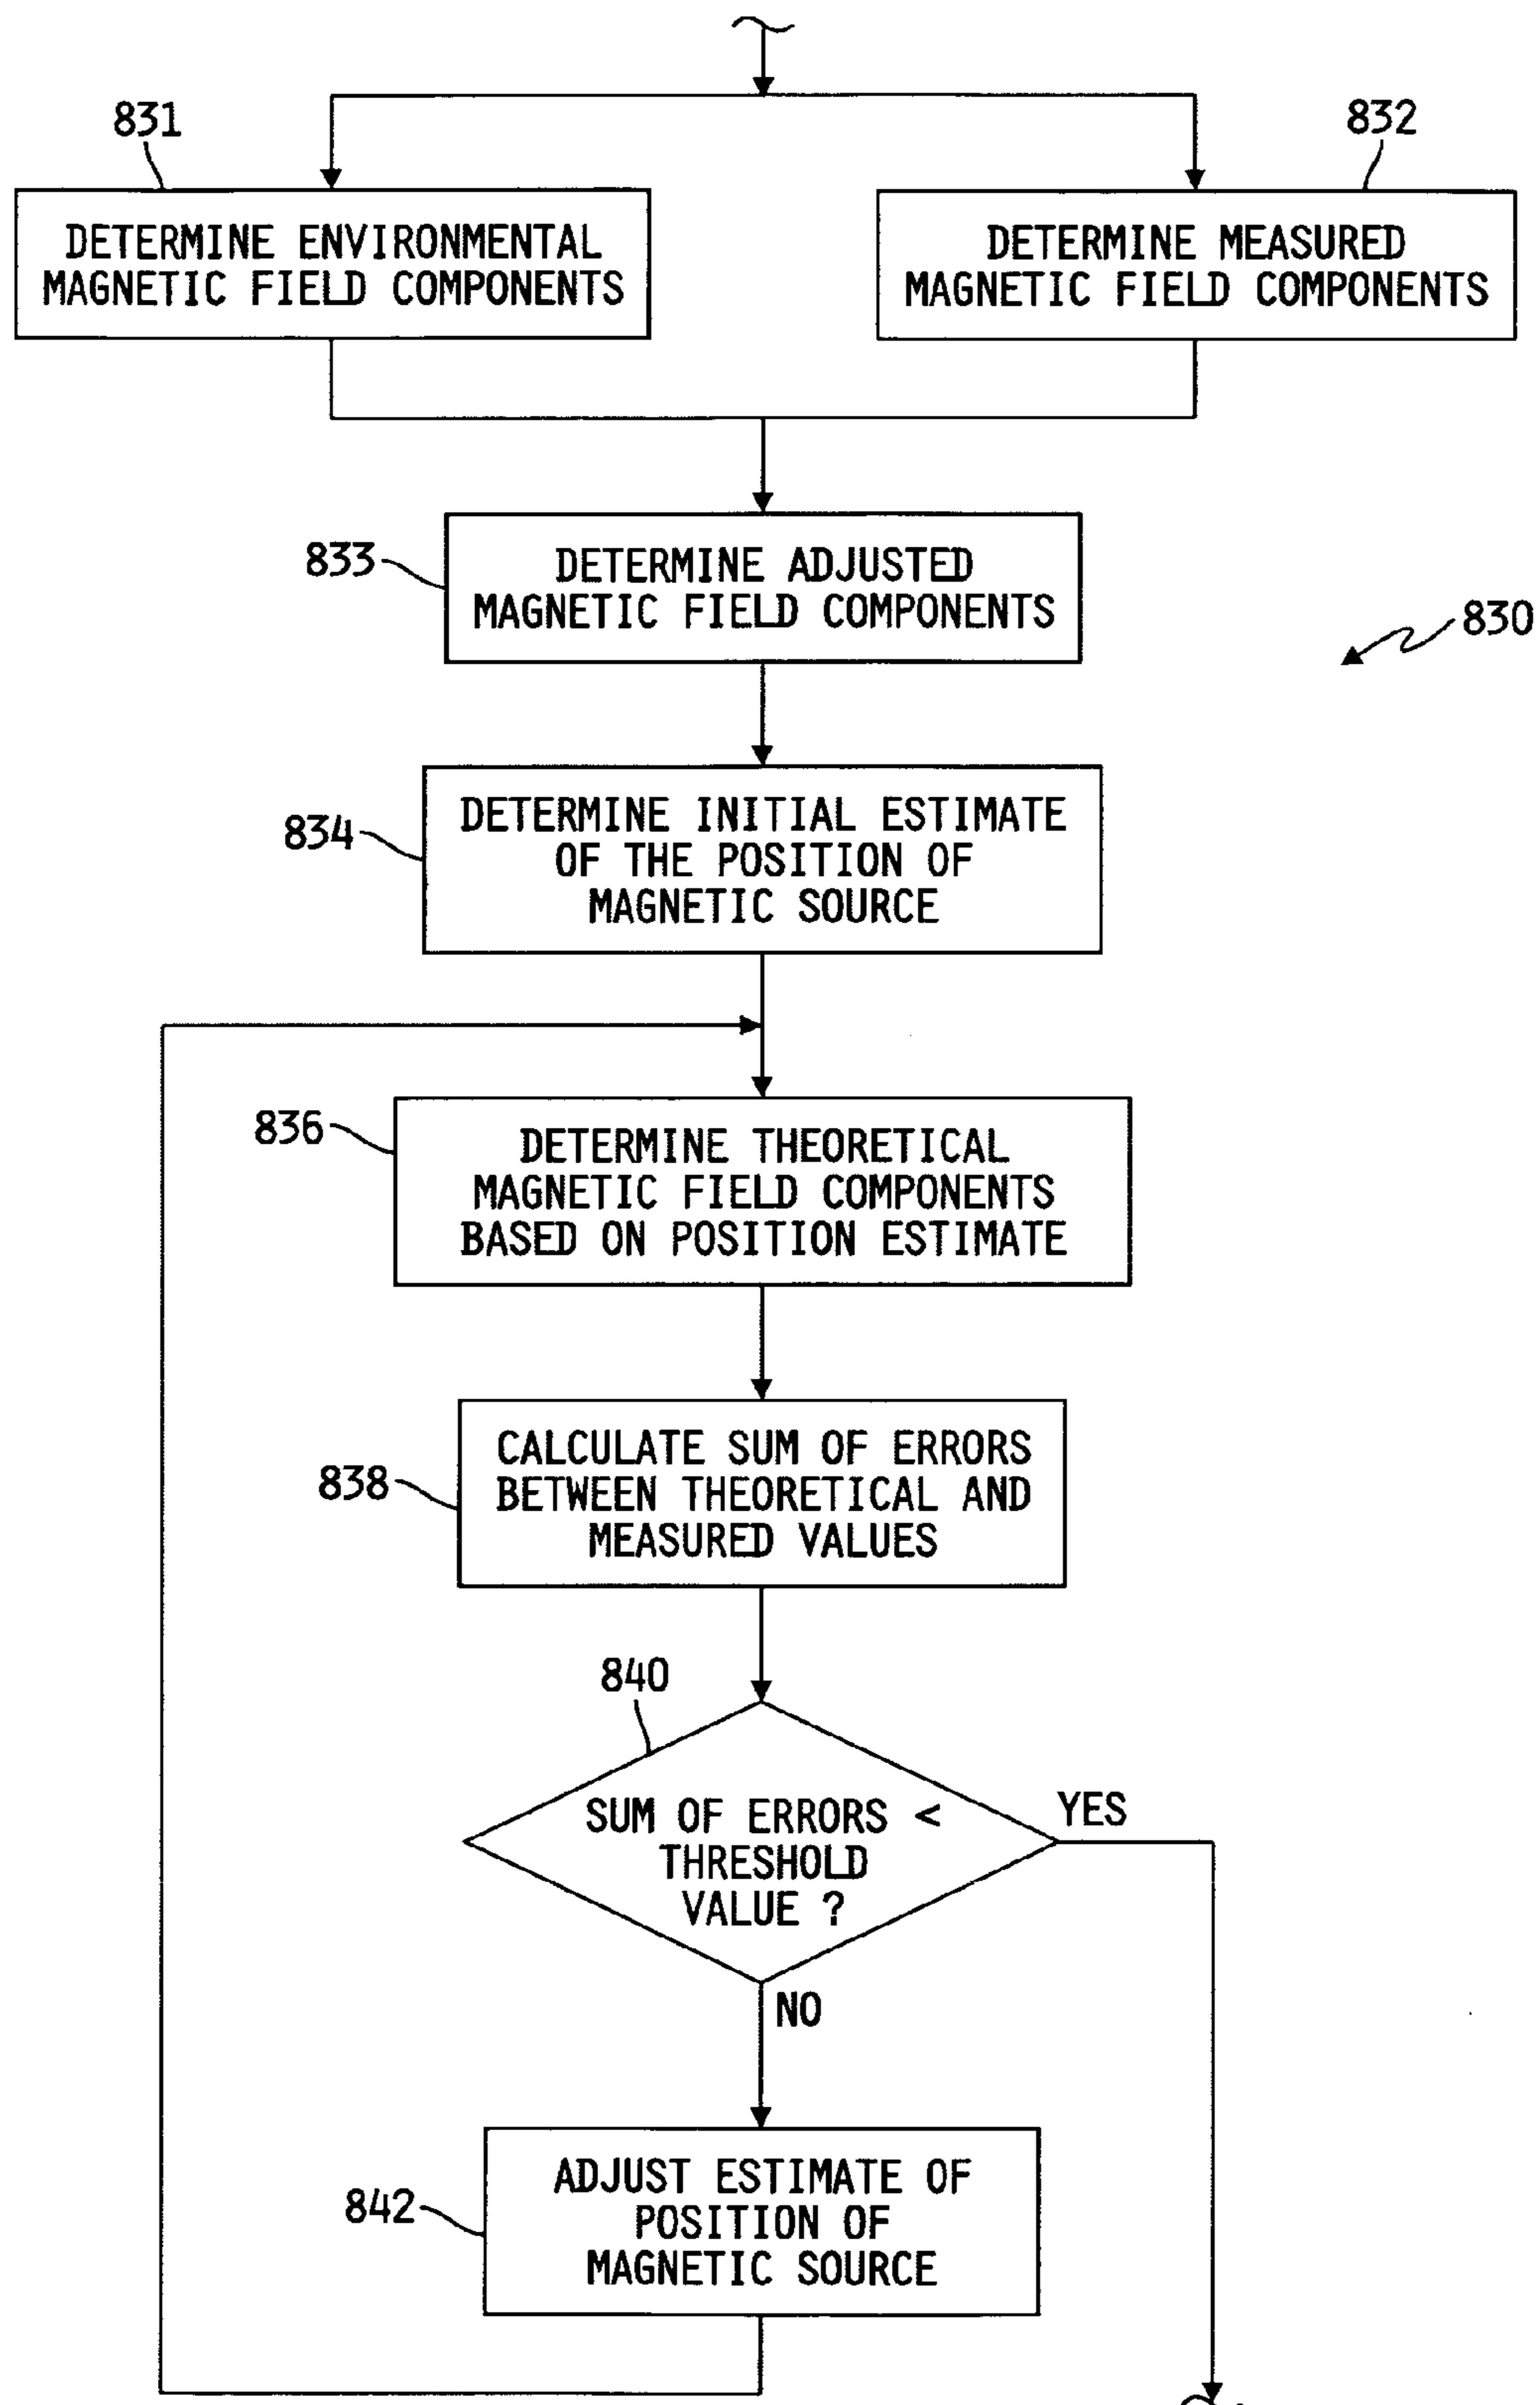 831
832
DETERMINE ENVIRONMENTAL
MAGNETIC FIELD COMPONENTS
DETERMINE MEASURED
MAGNETIC FIELD COMPONENTS
833
DETERMINE ADJUSTED
MAGNETIC FIELD COMPONENTS
830
834
DETERMINE INITIAL ESTIMATE
OF THE POSITION OF
MAGNETIC SOURCE
836
DETERMINE THEORETICAL
MAGNETIC FIELD COMPONENTS
BASED ON POSITION ESTIMATE
838
CALCULATE SUM OF ERRORS
BETWEEN THEORETICAL AND
MEASURED VALUES
840
SUM OF ERRORS <
THRESHOLD
VALUE ?
YES
NO
842
ADJUST ESTIMATE OF
POSITION OF
MAGNETIC SOURCE